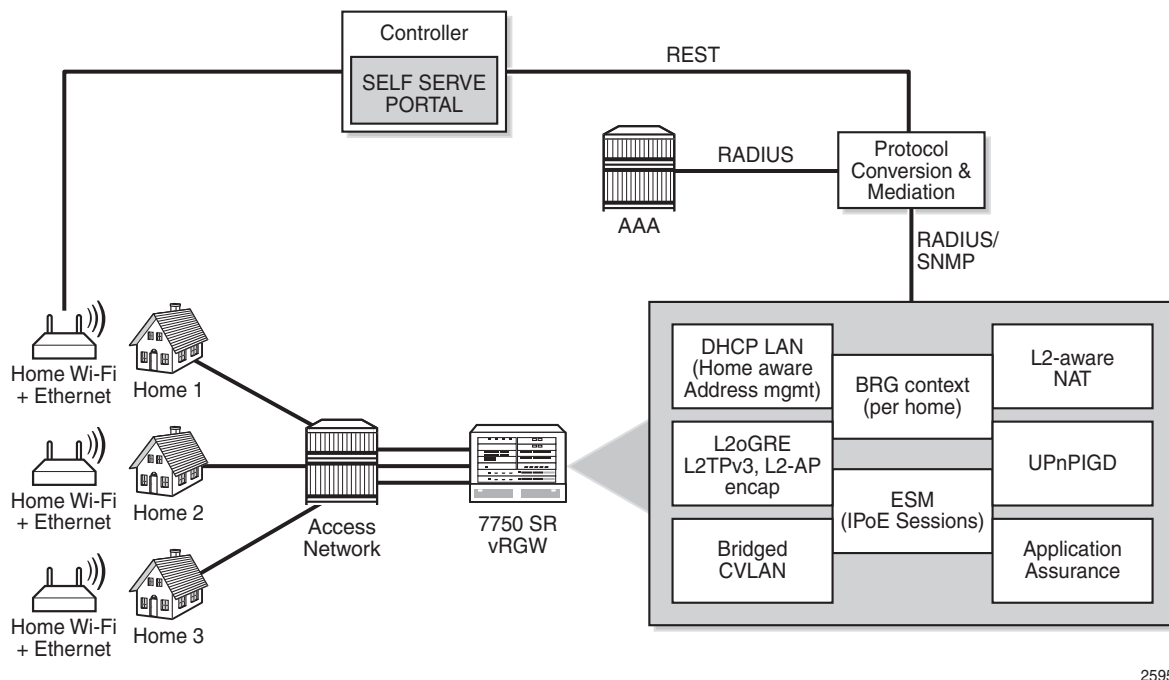 Controller
SELF SERVE
PORTAL
REST
RADIUS
Protocol
Conversion &
Mediation
AAA
RADIUS/
SNMP
Home Wi-Fi
+ Ethernet
Home 1
Home Wi-Fi
+ Ethernet
Home 2
Home Wi-Fi
+ Ethernet
Home 3
Access
Network
7750 SR
vRGW
DHCP LAN
(Home aware
Address mgmt)
BRG context
(per home)
L2-aware
NAT
L2oGRE
L2TPv3, L2-AP
encap
UPnPIGD
ESM
(IPoE Sessions)
Bridged
CVLAN
Application
Assurance
2595